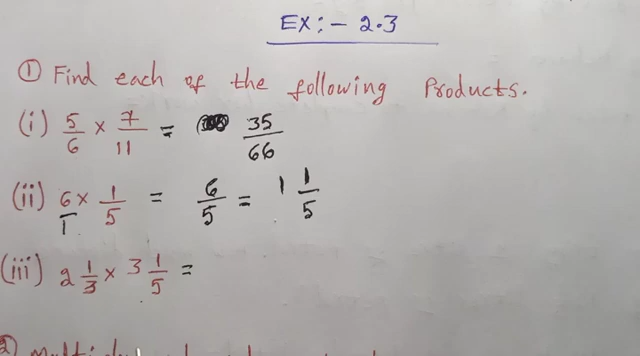 EX:- 2.3
① Find each of the following Products.
(i) 5/6 × 7/11 = 35/66
(ii) 6/1 × 1/5 = 6/5 = 1 1/5
(iii) 2 1/3 × 3 1/5 =